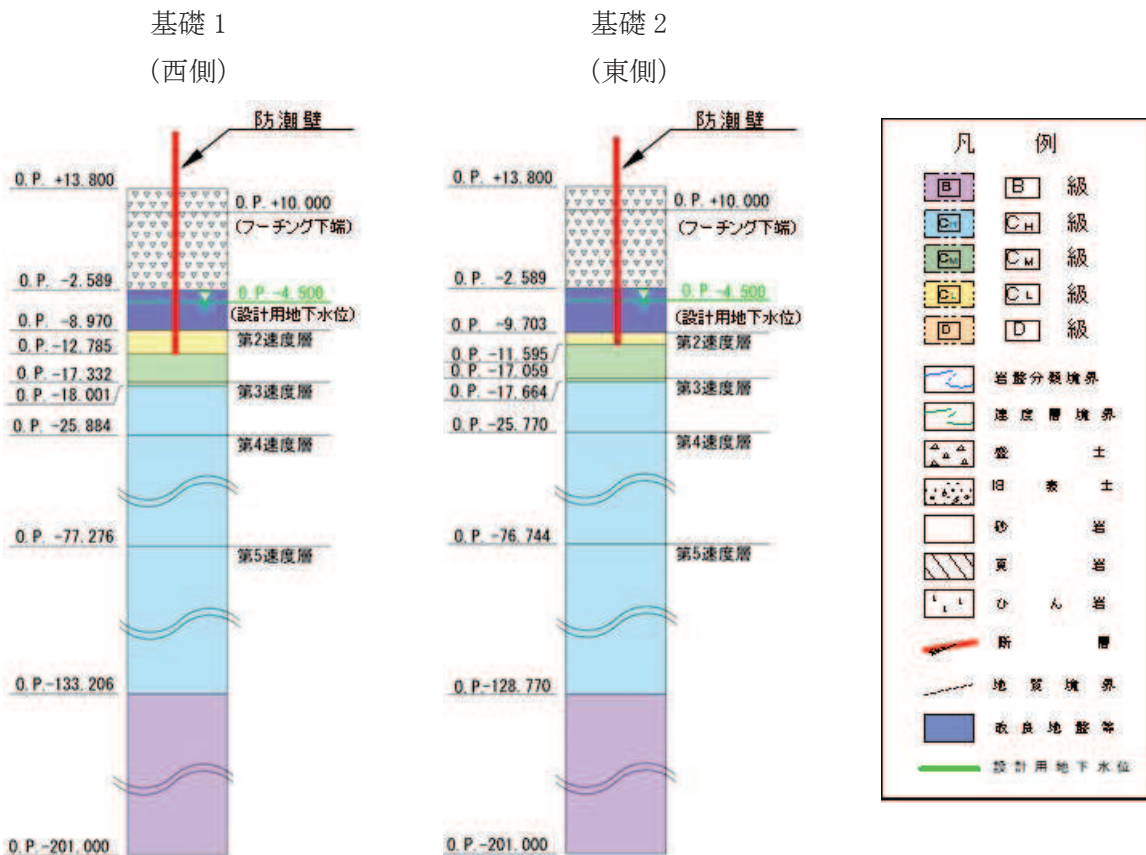 基礎 1
(西側)
防潮壁
O.P. +13.800
O.P. +10.000
(フーチング下端)
O.P. -2.589
O.P. -4.500
(設計用地下水位)
O.P. -8.970
第2速度層
O.P. -12.785
O.P. -17.332
第3速度層
O.P. -18.001
O.P. -25.884
第4速度層
O.P. -77.276
第5速度層
O.P.-133.206
O.P.-201.000
基礎 2
(東側)
防潮壁
O.P. +13.800
O.P. +10.000
(フーチング下端)
O.P. -2.589
O.P. -4.500
(設計用地下水位)
O.P. -9.703
第2速度層
O.P. -11.595
O.P. -17.059
第3速度層
O.P. -17.664
O.P. -25.770
第4速度層
O.P. -76.744
第5速度層
O.P.-128.770
O.P.-201.000
凡 例
B B 級
CH CH 級
CM CM 級
CL CL 級
D D 級
岩盤分類境界
速度層境界
盛 土
旧 表 土
砂 岩
頁 岩
ひ ん 岩
断 層
地 質 境 界
改 良 地 盤 等
設計用地下水位